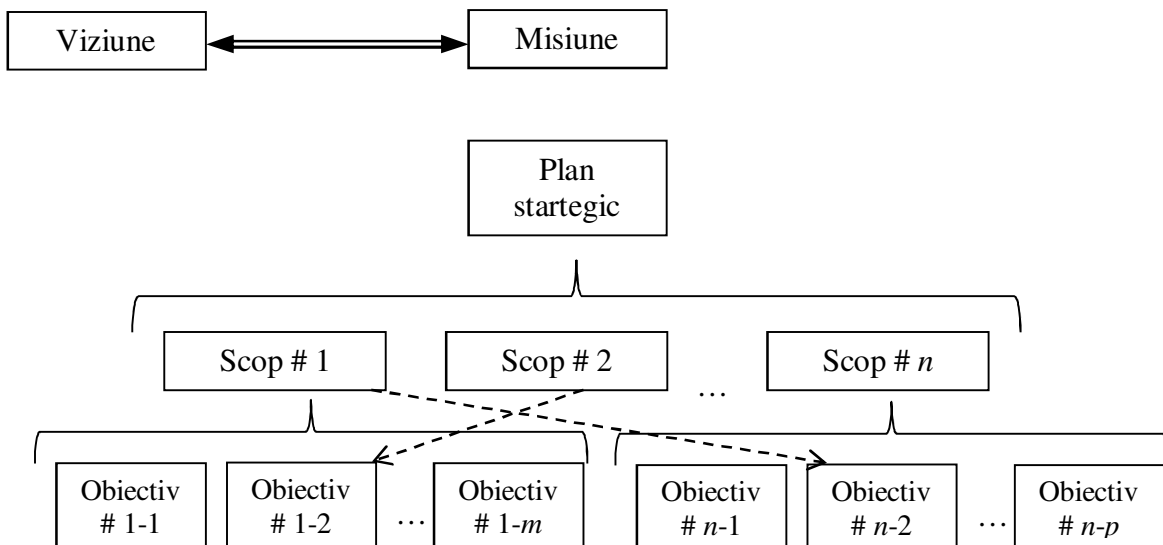 Viziune
Misiune
Plan
startegic
Scop # 1
Scop # 2
…
Scop # n
Obiectiv
# 1-1
Obiectiv
# 1-2
…
Obiectiv
# 1-m
Obiectiv
# n-1
Obiectiv
# n-2
…
Obiectiv
# n-p